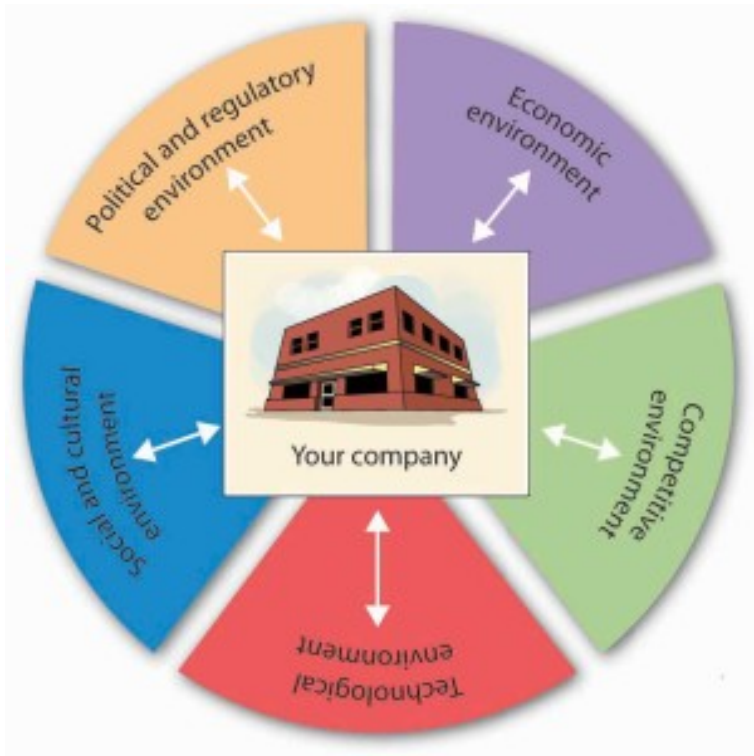 Political and regulatory
environment
Economic
environment
Competitive
environment
Technological
environment
Social and cultural
environment
Your company